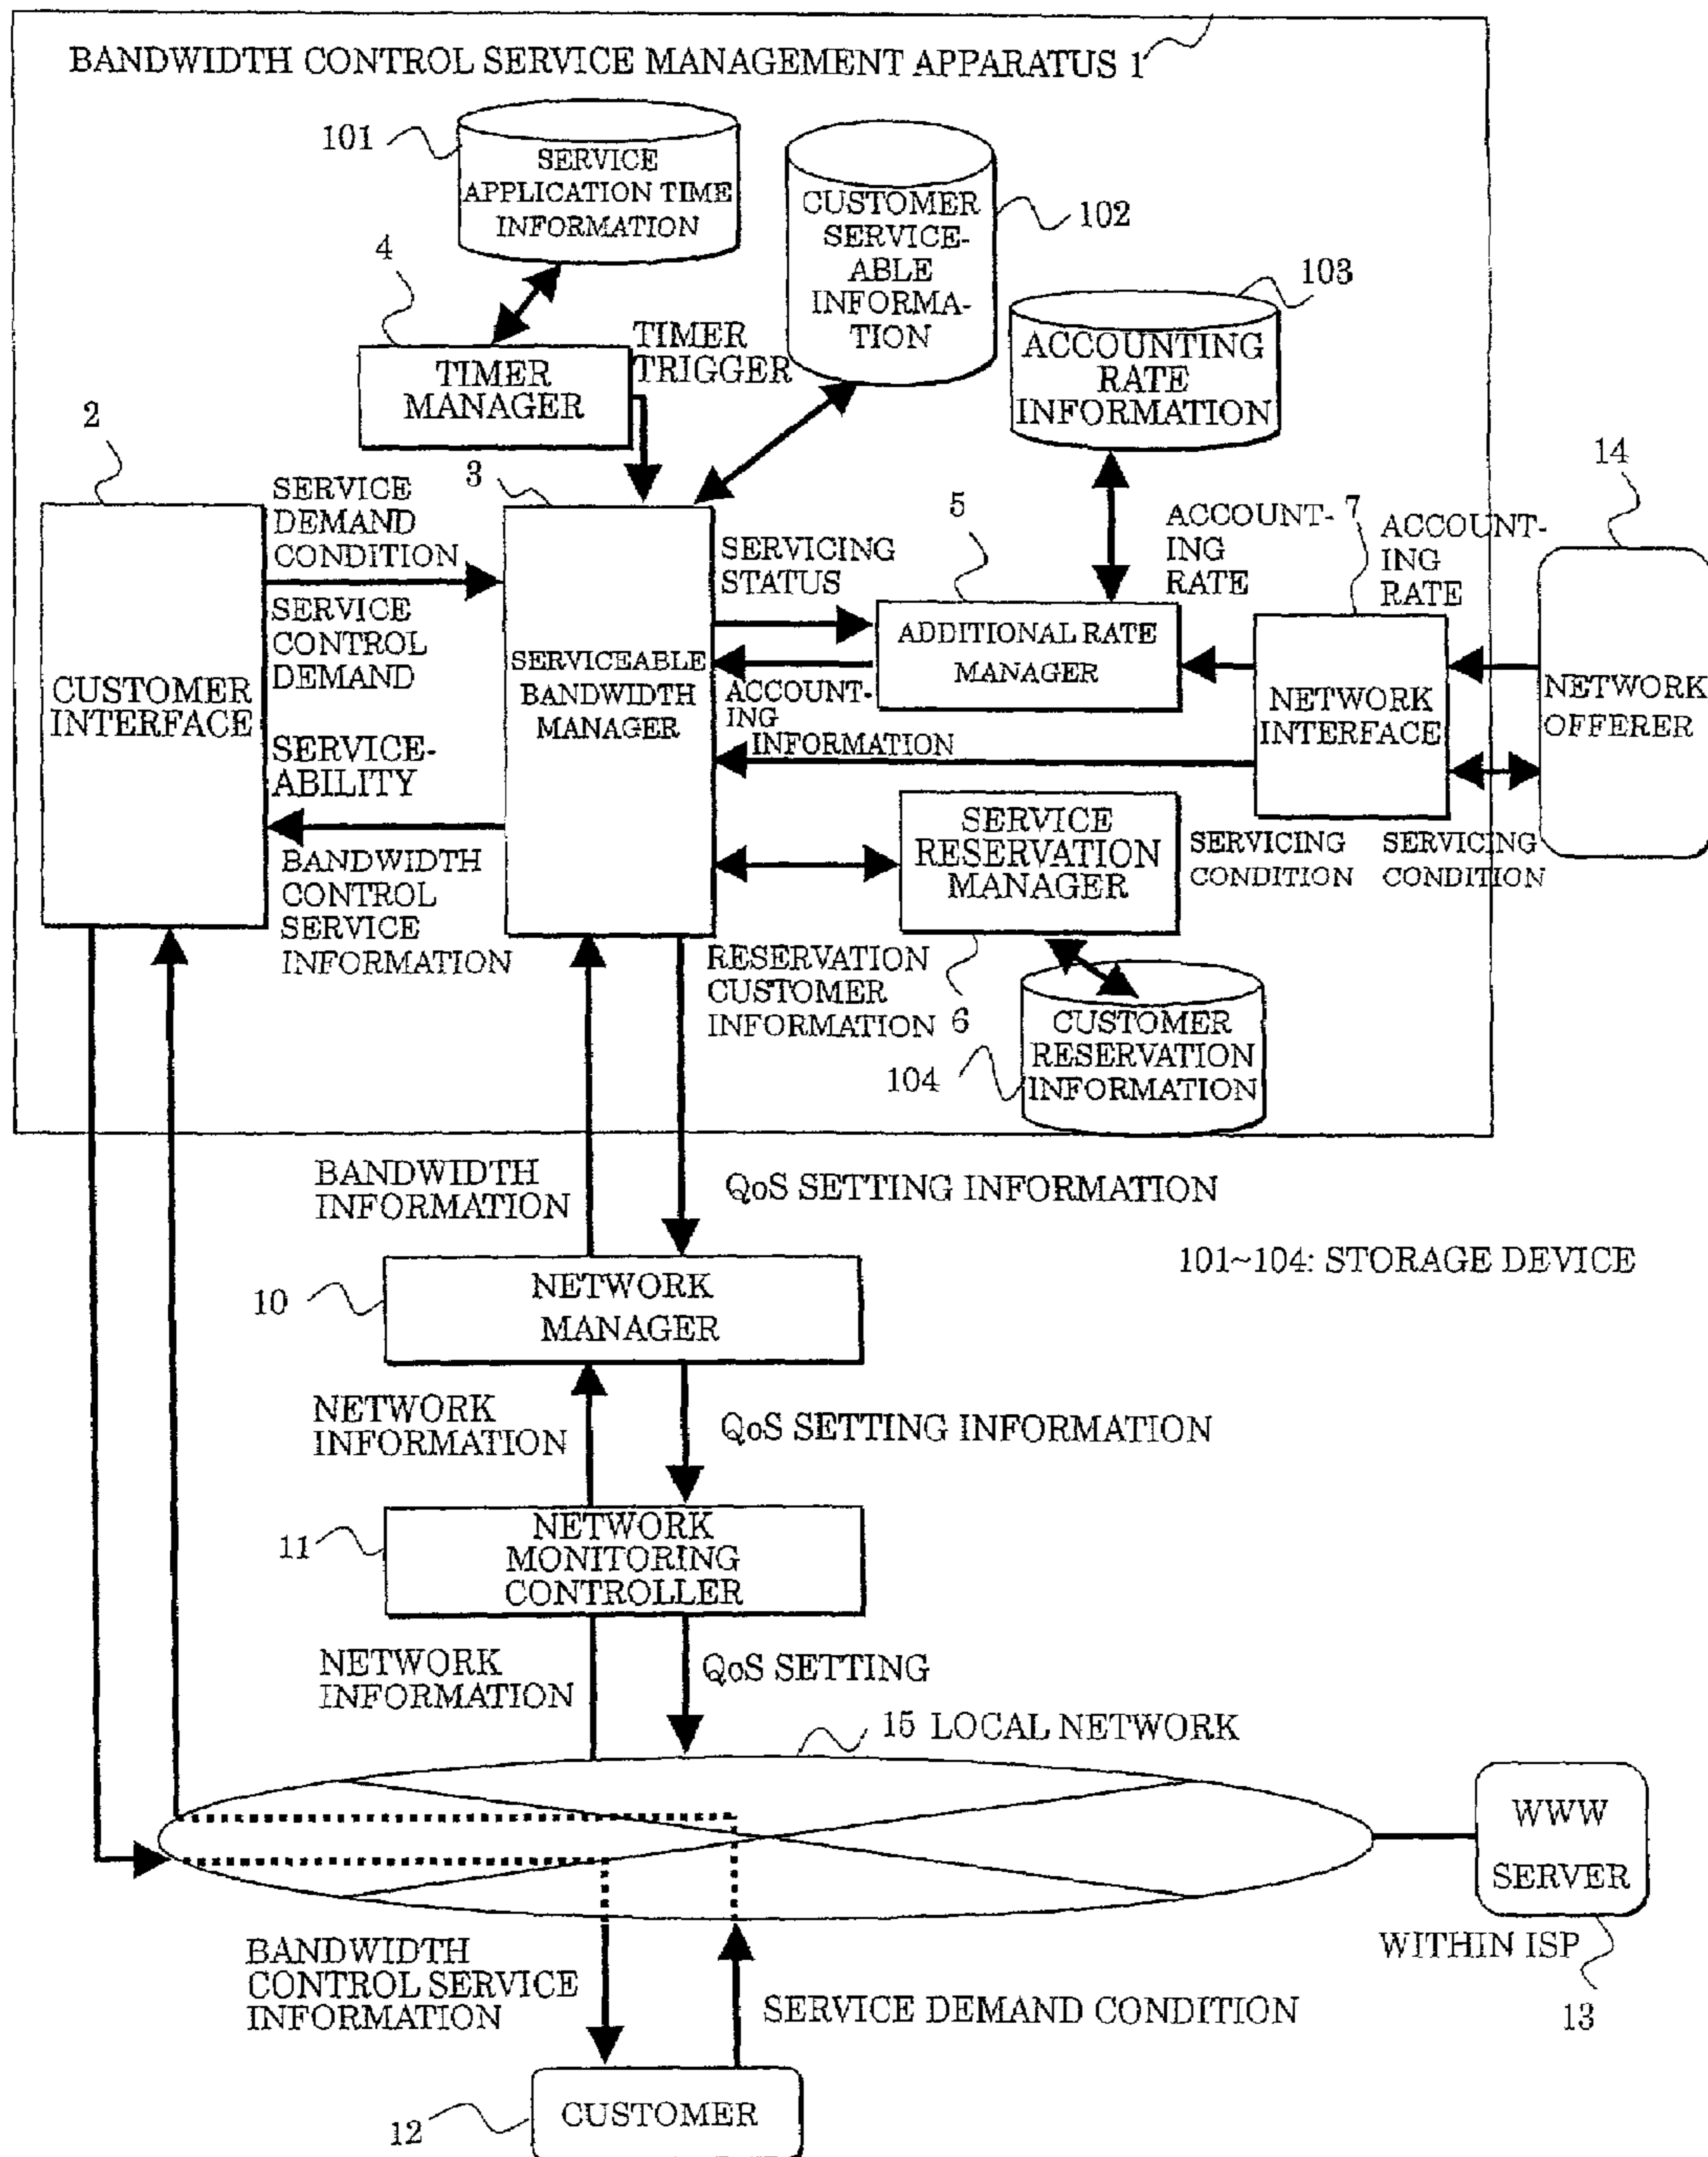 BANDWIDTH CONTROL SERVICE MANAGEMENT APPARATUS 1
101
SERVICE
APPLICATION TIME
INFORMATION
CUSTOMER
SERVICE-
ABLE
INFORMA-
TION
102
4
103
TIMER
MANAGER
TIMER
TRIGGER
ACCOUNTING
RATE
INFORMATION
2
3
14
SERVICE
DEMAND
CONDITION
SERVICE
CONTROL
DEMAND
CUSTOMER
INTERFACE
SERVICE-
ABILITY
BANDWIDTH
CONTROL
SERVICE
INFORMATION
SERVICEABLE
BANDWIDTH
MANAGER
SERVICING
STATUS
5
ADDITIONAL RATE
MANAGER
ACCOUNT-
ING
INFORMATION
ACCOUNT-
ING
RATE
7
ACCOUNT-
ING
RATE
NETWORK
INTERFACE
NETWORK
OFFERER
SERVICE
RESERVATION
MANAGER
SERVICING
CONDITION
SERVICING
CONDITION
RESERVATION
CUSTOMER
INFORMATION
6
104
CUSTOMER
RESERVATION
INFORMATION
BANDWIDTH
INFORMATION
QoS SETTING INFORMATION
101~104: STORAGE DEVICE
10
NETWORK
MANAGER
NETWORK
INFORMATION
QoS SETTING INFORMATION
11
NETWORK
MONITORING
CONTROLLER
NETWORK
INFORMATION
QoS SETTING
15 LOCAL NETWORK
WWW
SERVER
WITHIN ISP
13
BANDWIDTH
CONTROL SERVICE
INFORMATION
SERVICE DEMAND CONDITION
12
CUSTOMER